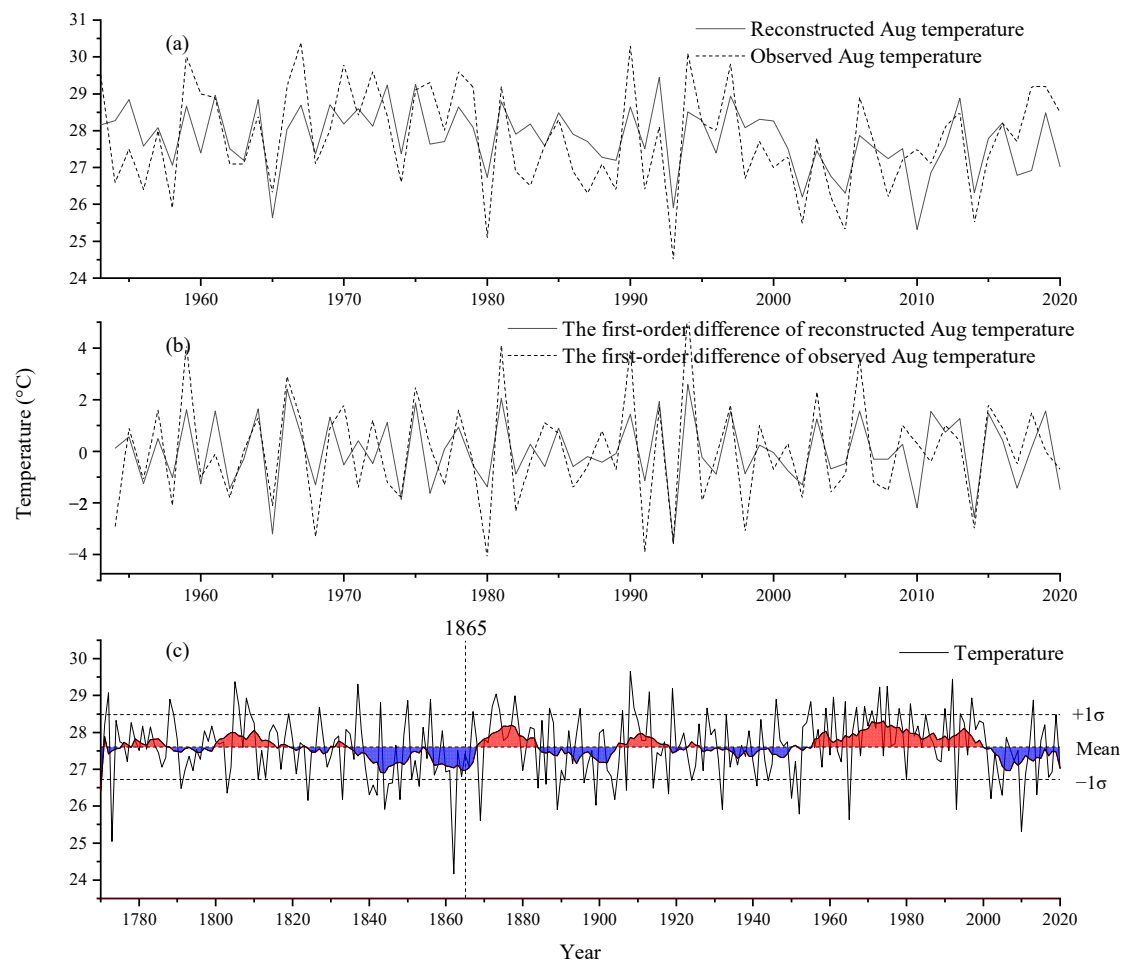 31
30
29
28
27
26
25
24
(a)
Reconstructed Aug temperature
Observed Aug temperature
1960 1970 1980 1990 2000 2010 2020
4
2
0
−2
−4
(b)
The first-order difference of reconstructed Aug temperature
The first-order difference of observed Aug temperature
1960 1970 1980 1990 2000 2010 2020
Temperature (°C)
1865
30
29
28
27
26
25
24
(c)
Temperature
+1σ
Mean
−1σ
1780 1800 1820 1840 1860 1880 1900 1920 1940 1960 1980 2000 2020
Year